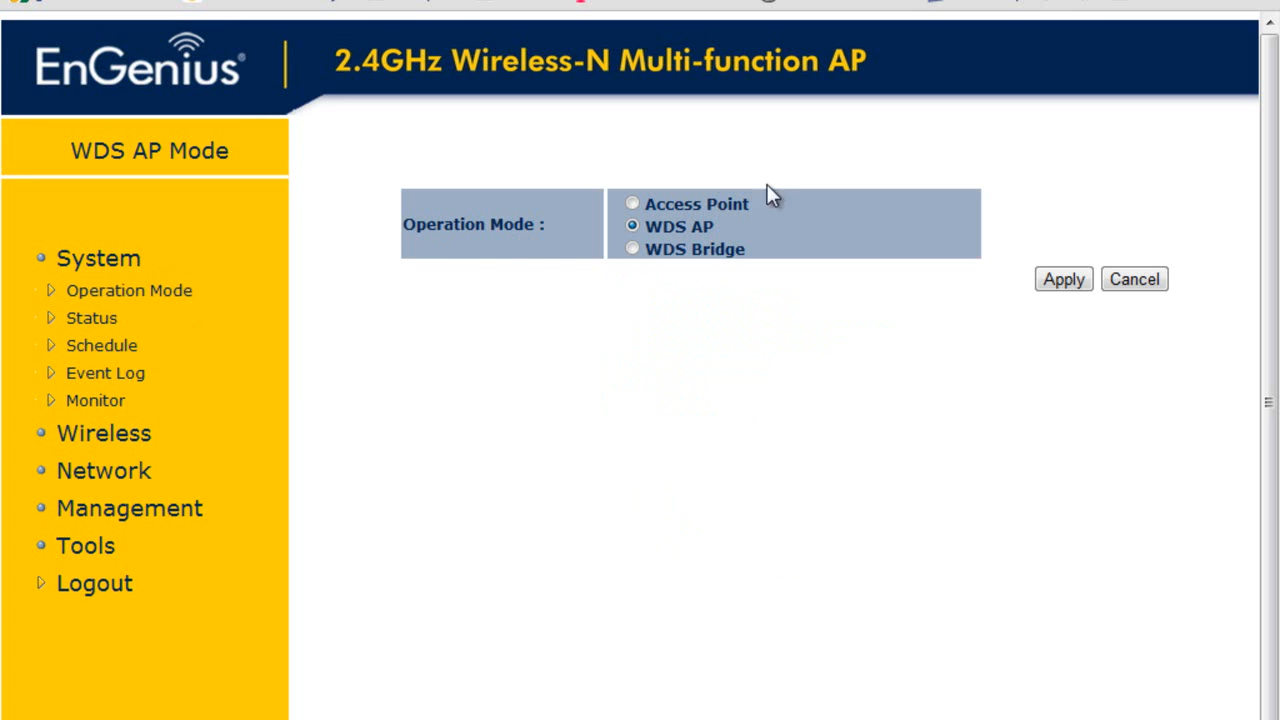 EnGenius®
2.4GHz Wireless-N Multi-function AP
WDS AP Mode
Operation Mode :
Access Point
WDS AP
WDS Bridge
Apply
Cancel
System
Operation Mode
Status
Schedule
Event Log
Monitor
Wireless
Network
Management
Tools
Logout